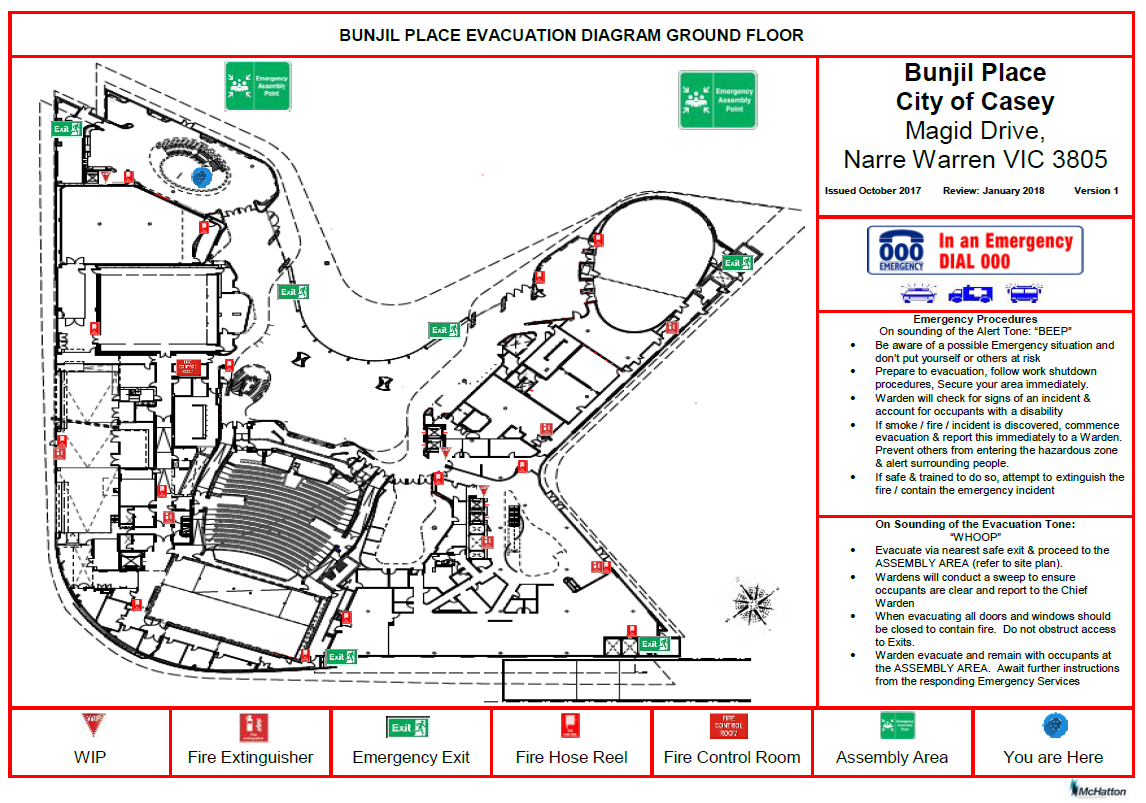 BUNJIL PLACE EVACUATION DIAGRAM GROUND FLOOR
Emergency
Assembly
Point
Emergency
Assembly
Point
Exit
Exit
Exit
Exit
FIRE
CONTROL
ROOM
Exit
Exit
Bunjil Place
City of Casey
Magid Drive,
Narre Warren VIC 3805
Issued October 2017 Review: January 2018 Version 1
000
EMERGENCY
In an Emergency
DIAL 000
Emergency Procedures
On sounding of the Alert Tone: “BEEP”
• Be aware of a possible Emergency situation and
don’t put yourself or others at risk
• Prepare to evacuation, follow work shutdown
procedures, Secure your area immediately.
• Warden will check for signs of an incident &
account for occupants with a disability
• If smoke / fire / incident is discovered, commence
evacuation & report this immediately to a Warden.
Prevent others from entering the hazardous zone
& alert surrounding people.
• If safe & trained to do so, attempt to extinguish the
fire / contain the emergency incident
On Sounding of the Evacuation Tone:
“WHOOP”
• Evacuate via nearest safe exit & proceed to the
ASSEMBLY AREA (refer to site plan).
• Wardens will conduct a sweep to ensure
occupants are clear and report to the Chief
Warden
• When evacuating all doors and windows should
be closed to contain fire. Do not obstruct access
to Exits.
• Warden evacuate and remain with occupants at
the ASSEMBLY AREA. Await further instructions
from the responding Emergency Services
WIP
WIP
Fire Extinguisher
Exit
Emergency Exit
Fire Hose Reel
FIRE
CONTROL
ROOM
Fire Control Room
Emergency
Assembly
Point
Assembly Area
You are Here
McHatton